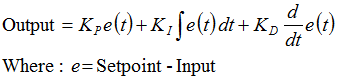 Output = K_P e(t) + K_I ∫ e(t) dt + K_D d/dt e(t)
Where : e = Setpoint - Input